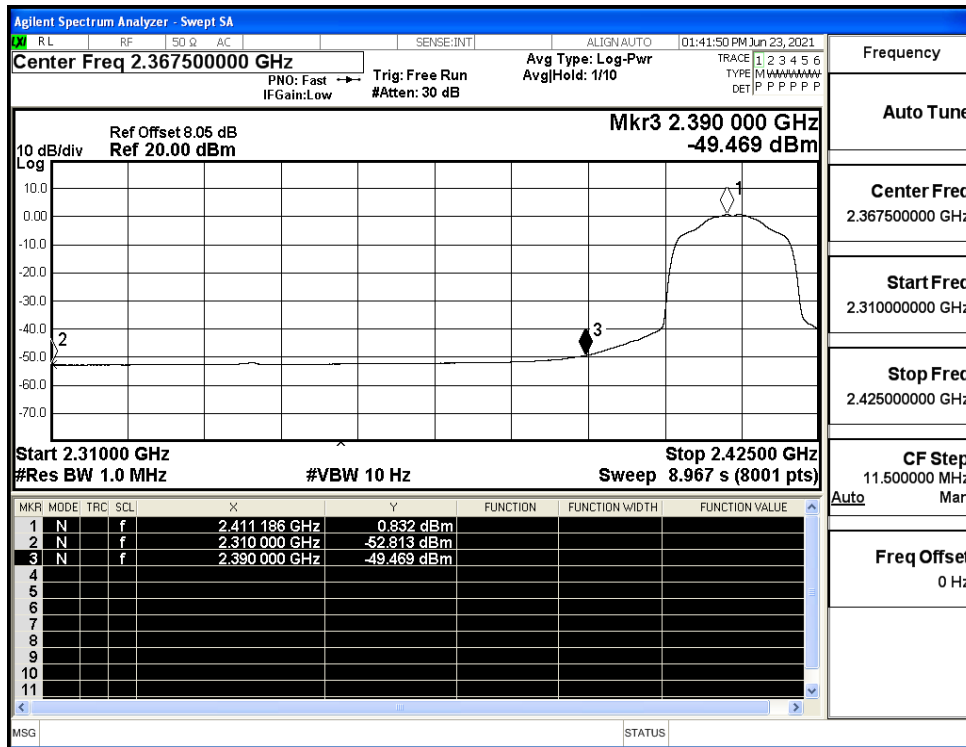 Agilent Spectrum Analyzer - Swept SA
LXI RL RF 50 Ω AC SENSE:INT ALIGN AUTO 01:41:50 PM Jun 23, 2021
Center Freq 2.367500000 GHz
PNO: Fast
IFGain:Low
Trig: Free Run
#Atten: 30 dB
Avg Type: Log-Pwr
Avg|Hold: 1/10
TRACE 1 2 3 4 5 6
TYPE M WWWWW
DET P P P P P P
Ref Offset 8.05 dB
Ref 20.00 dBm
10 dB/div
Log
Mkr3 2.390 000 GHz
-49.469 dBm
10.0
0.00
-10.0
-20.0
-30.0
-40.0
-50.0
-60.0
-70.0
1
2
3
Start 2.31000 GHz Stop 2.42500 GHz
#Res BW 1.0 MHz #VBW 10 Hz Sweep 8.967 s (8001 pts)
MKR MODE TRC SCL X Y FUNCTION FUNCTION WIDTH FUNCTION VALUE
1 N f 2.411 186 GHz 0.832 dBm
2 N f 2.310 000 GHz -52.813 dBm
3 N f 2.390 000 GHz -49.469 dBm
4
5
6
7
8
9
10
11
MSG STATUS
Frequency
Auto Tune
Center Freq
2.367500000 GHz
Start Freq
2.310000000 GHz
Stop Freq
2.425000000 GHz
CF Step
11.500000 MHz
Auto Man
Freq Offset
0 Hz